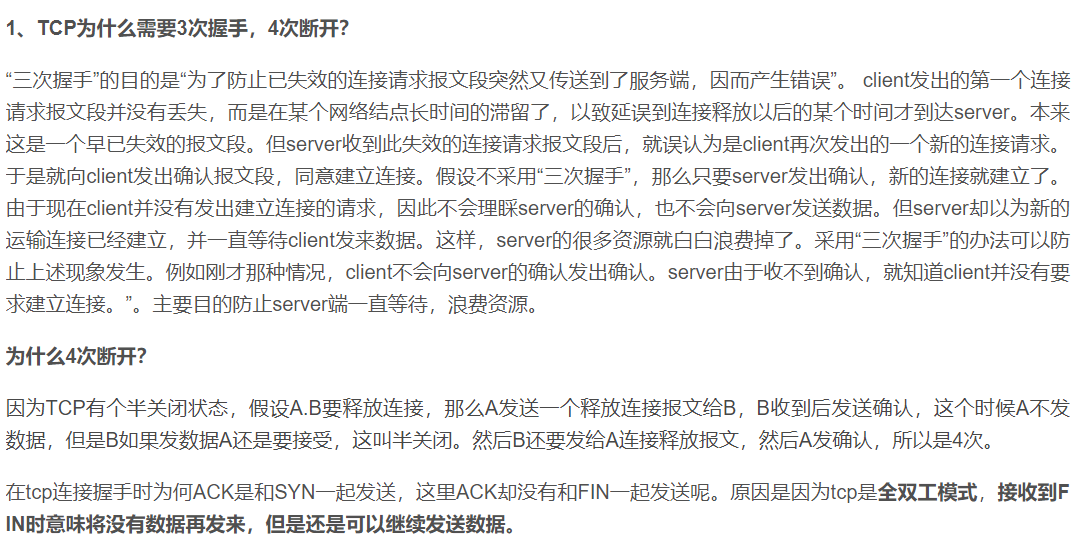 1、TCP为什么需要3次握手，4次断开？
“三次握手”的目的是“为了防止已失效的连接请求报文段突然又传送到了服务端，因而产生错误”。 client发出的第一个连接
请求报文段并没有丢失，而是在某个网络结点长时间的滞留了，以致延误到连接释放以后的某个时间才到达server。本来
这是一个早已失效的报文段。但server收到此失效的连接请求报文段后，就误认为是client再次发出的一个新的连接请求。
于是就向client发出确认报文段，同意建立连接。假设不采用“三次握手”，那么只要server发出确认，新的连接就建立了。
由于现在client并没有发出建立连接的请求，因此不会理睬server的确认，也不会向server发送数据。但server却以为新的
运输连接已经建立，并一直等待client发来数据。这样，server的很多资源就白白浪费掉了。采用“三次握手”的办法可以防
止上述现象发生。例如刚才那种情况，client不会向server的确认发出确认。server由于收不到确认，就知道client并没有要
求建立连接。”。主要目的防止server端一直等待，浪费资源。
为什么4次断开？
因为TCP有个半关闭状态，假设A.B要释放连接，那么A发送一个释放连接报文给B，B收到后发送确认，这个时候A不发
数据，但是B如果发数据A还是要接受，这叫半关闭。然后B还要发给A连接释放报文，然后A发确认，所以是4次。
在tcp连接握手时为何ACK是和SYN一起发送，这里ACK却没有和FIN一起发送呢。原因是因为tcp是全双工模式，接收到F
IN时意味将没有数据再发来，但是还是可以继续发送数据。